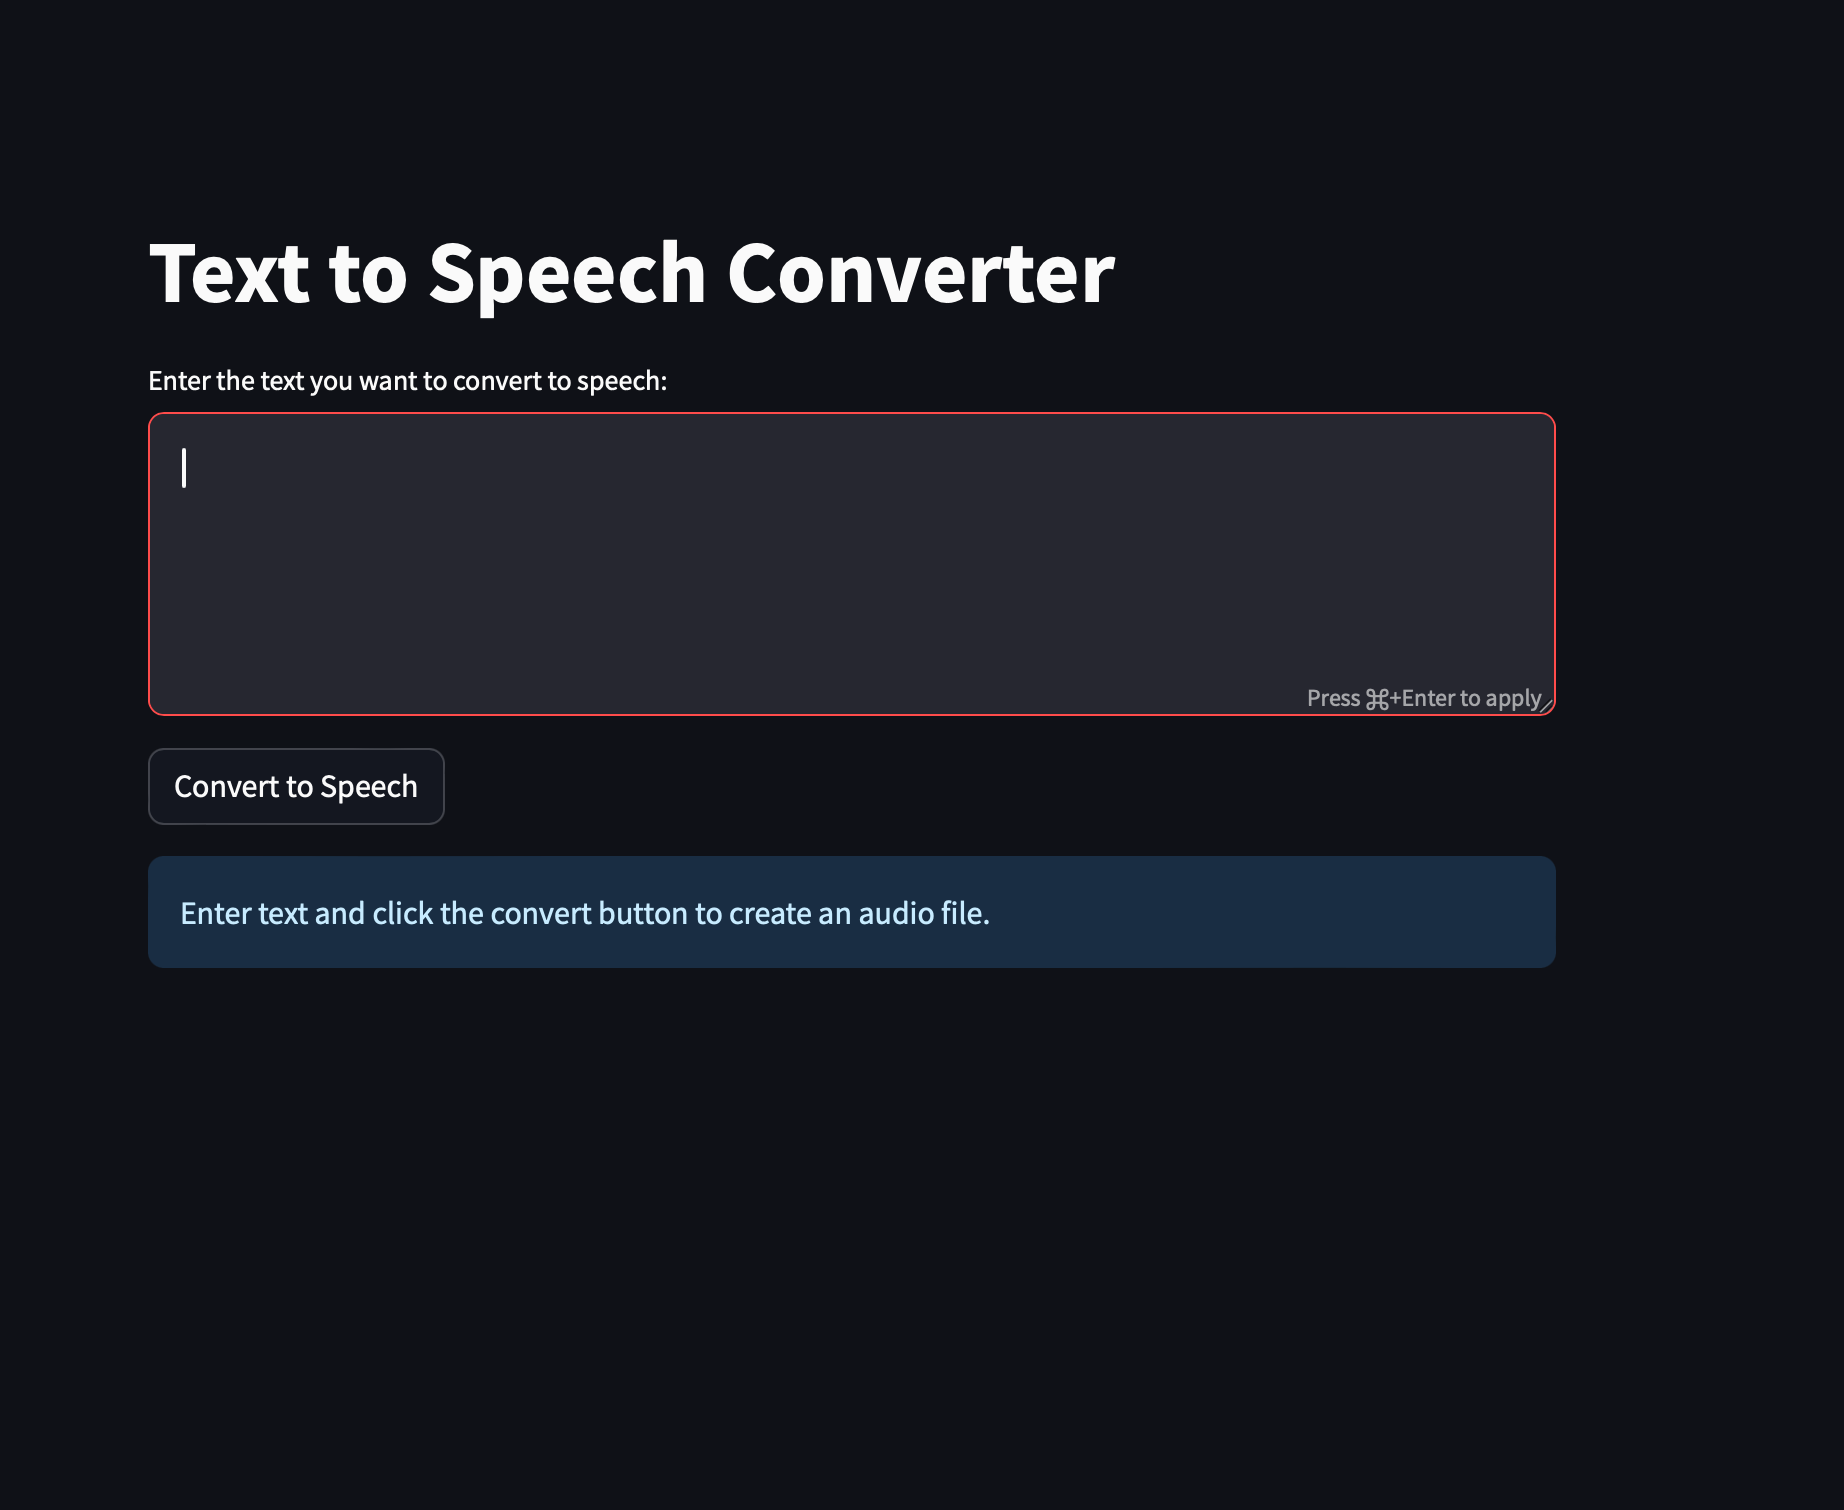 Text to Speech Converter
Enter the text you want to convert to speech:
Press ⌘+Enter to apply
Convert to Speech
Enter text and click the convert button to create an audio file.